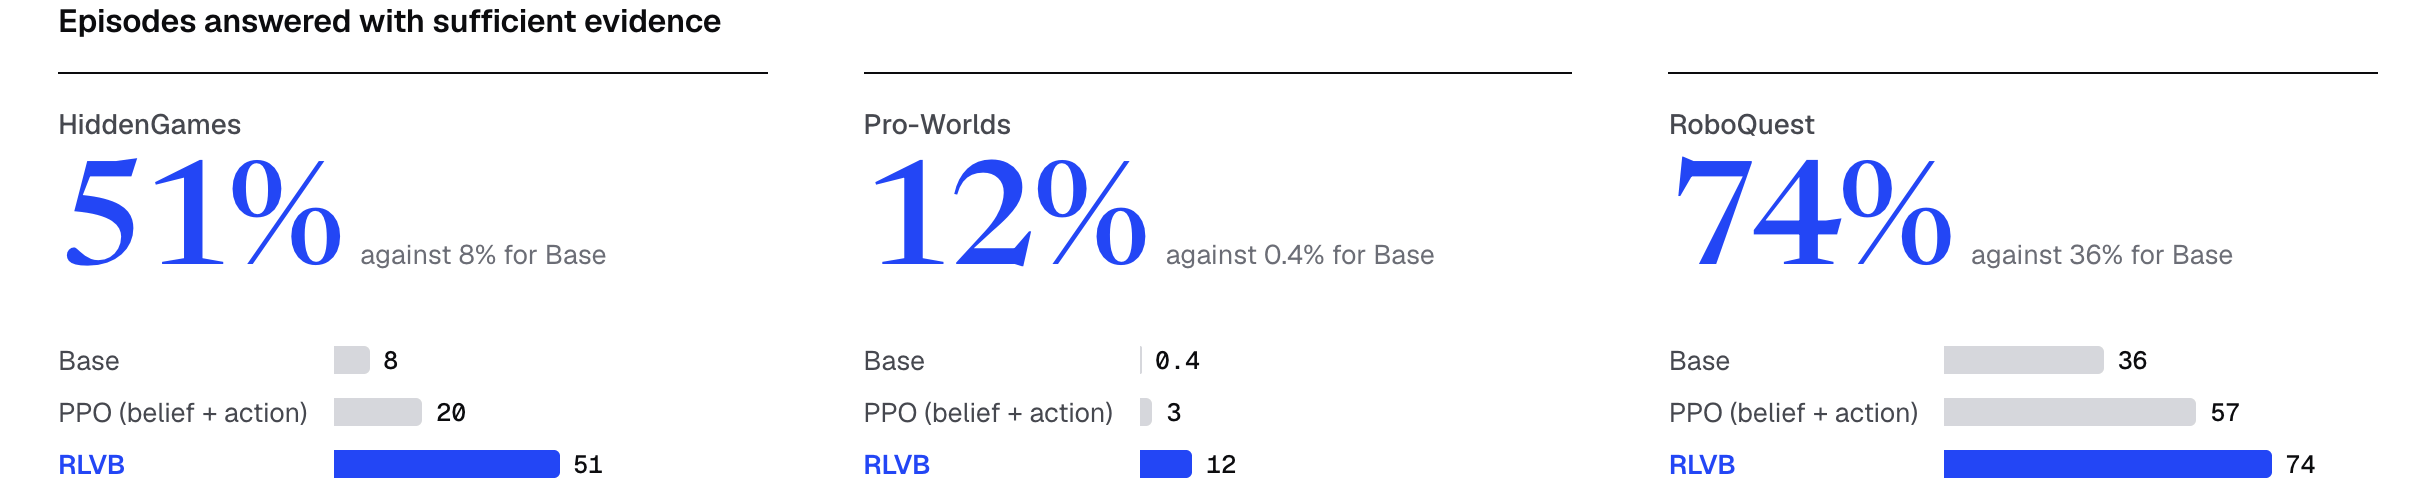 Episodes answered with sufficient evidence
HiddenGames
51% against 8% for Base
Base 8
PPO (belief + action) 20
RLVB 51
Pro-Worlds
12% against 0.4% for Base
Base 0.4
PPO (belief + action) 3
RLVB 12
RoboQuest
74% against 36% for Base
Base 36
PPO (belief + action) 57
RLVB 74